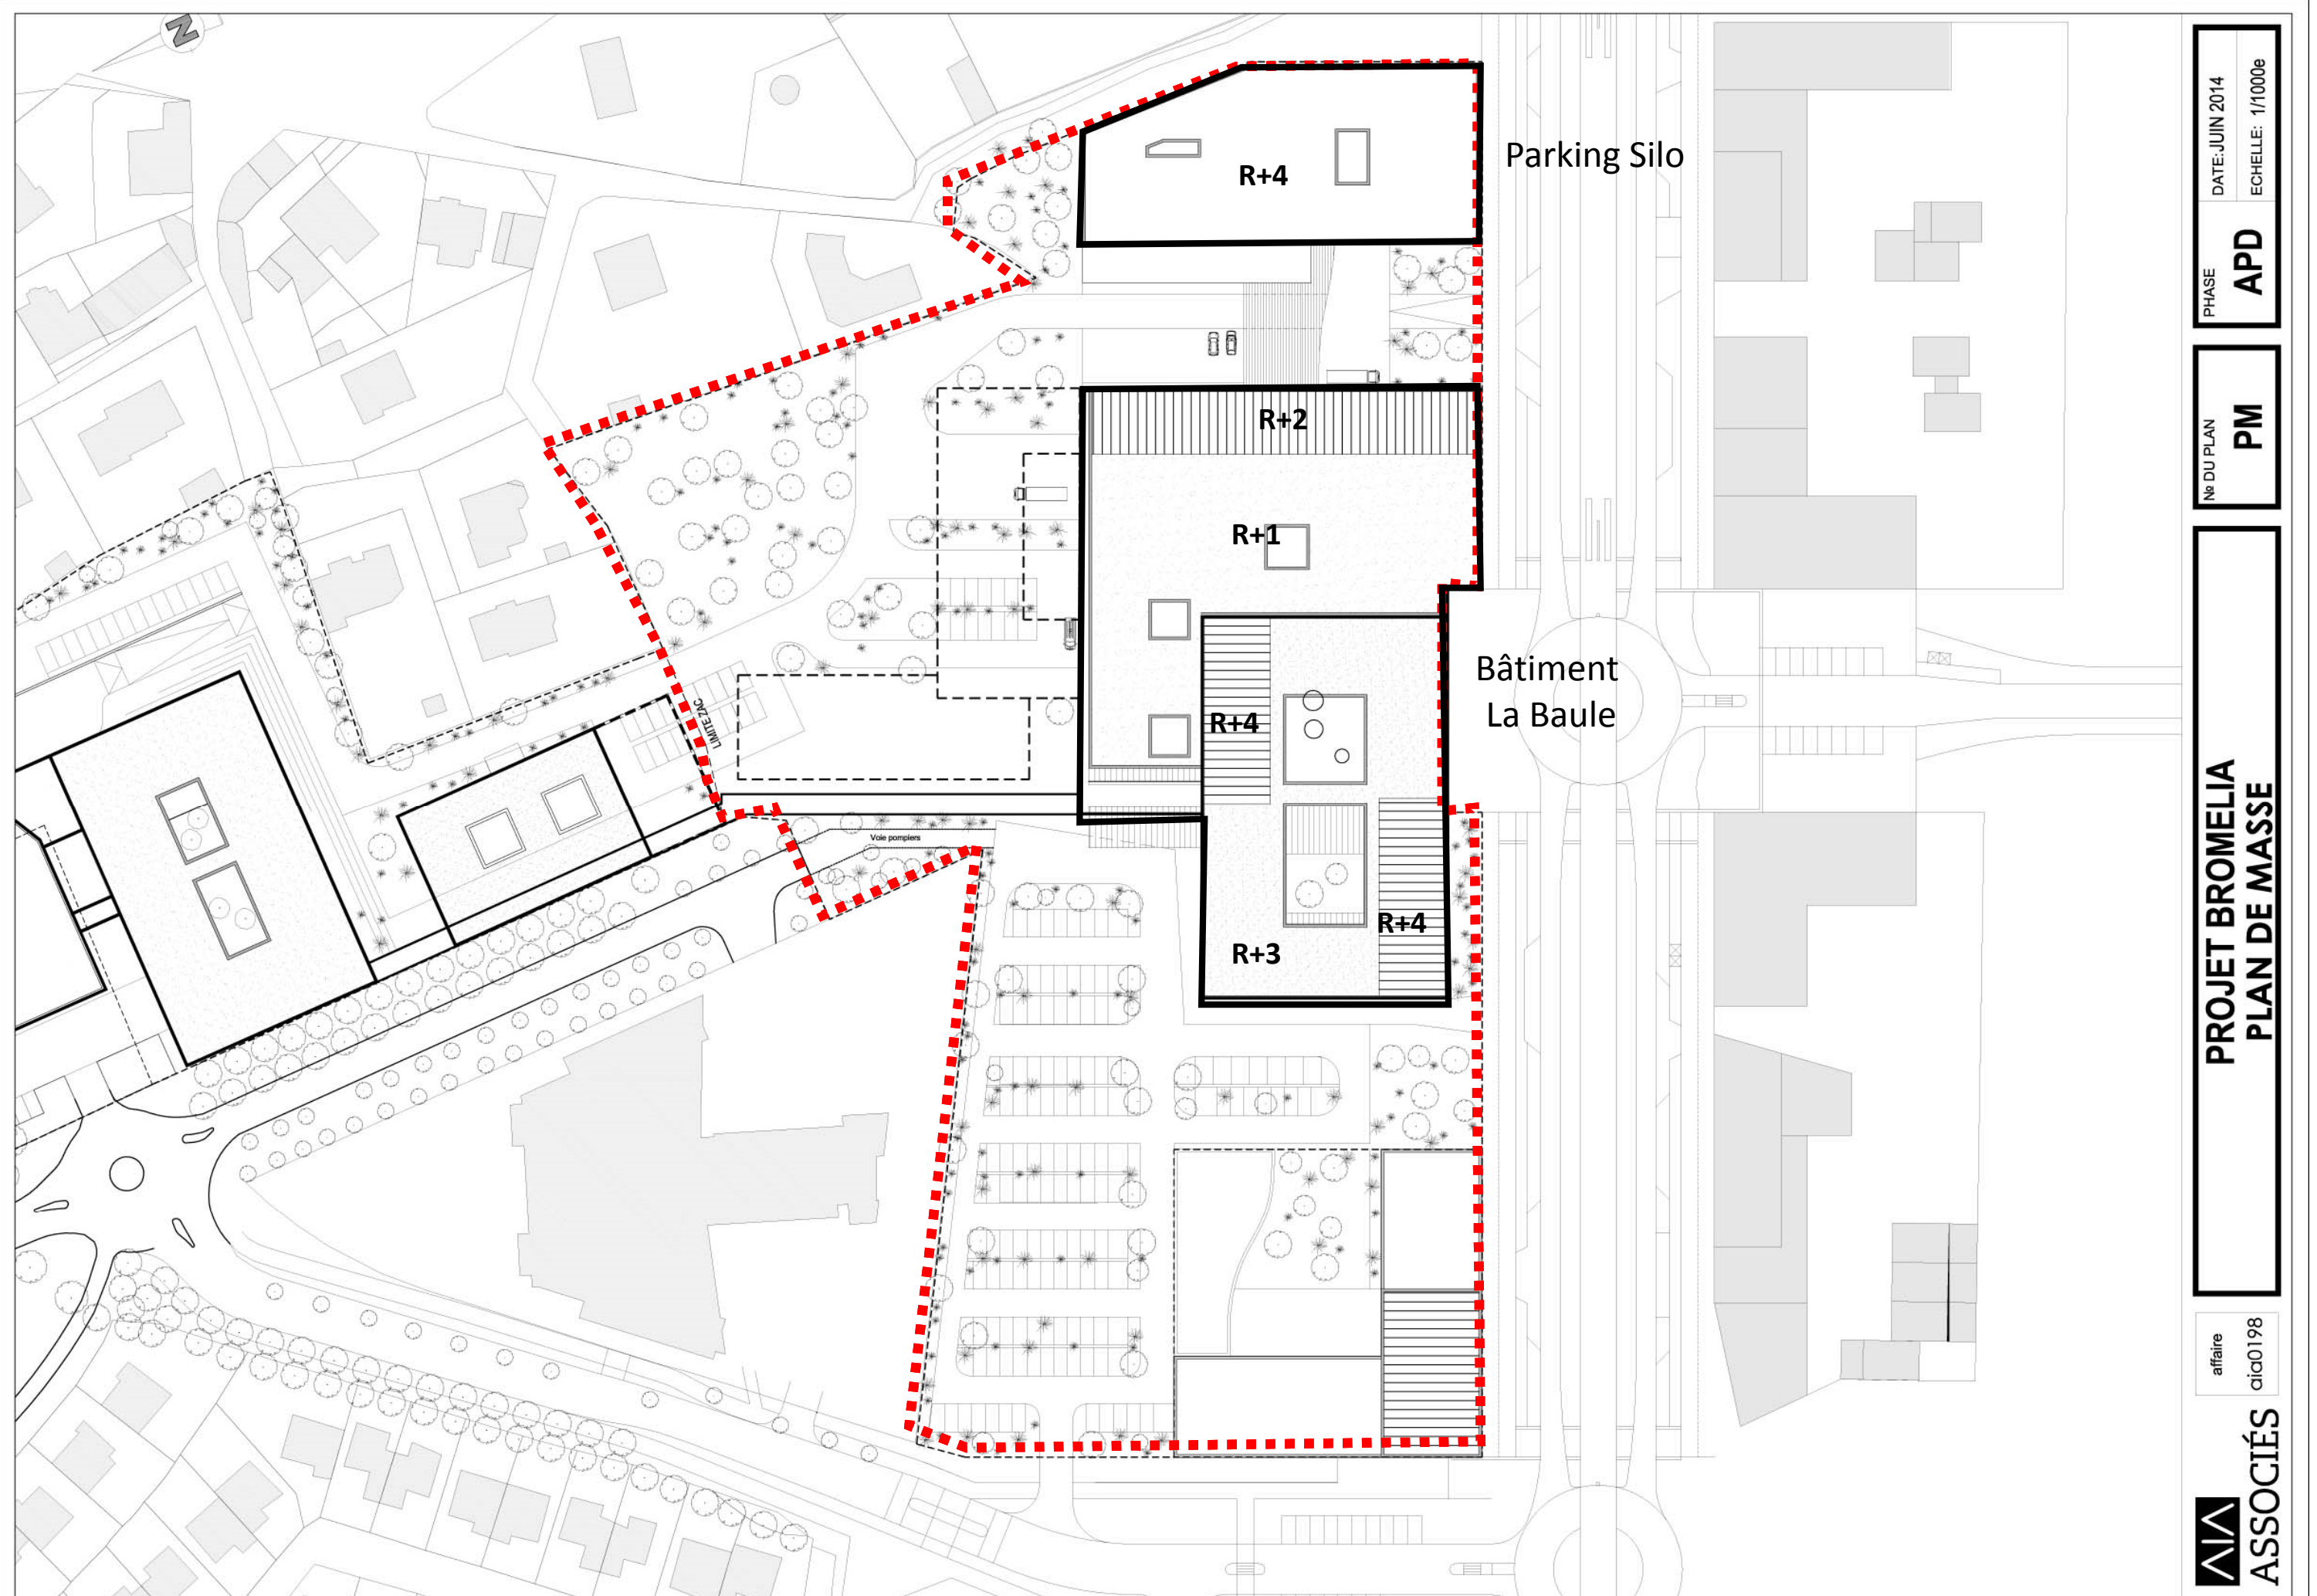 N
R+4
Parking Silo
R+2
R+1
Bâtiment
La Baule
R+4
LIMITE ZAC
Voie pompiers
R+4
R+3
PHASE
APD
DATE:JUIN 2014
ECHELLE: 1/1000e
№ DU PLAN
PM
PROJET BROMELIA
PLAN DE MASSE
affaire
aia0198
AIA
ASSOCIÉS